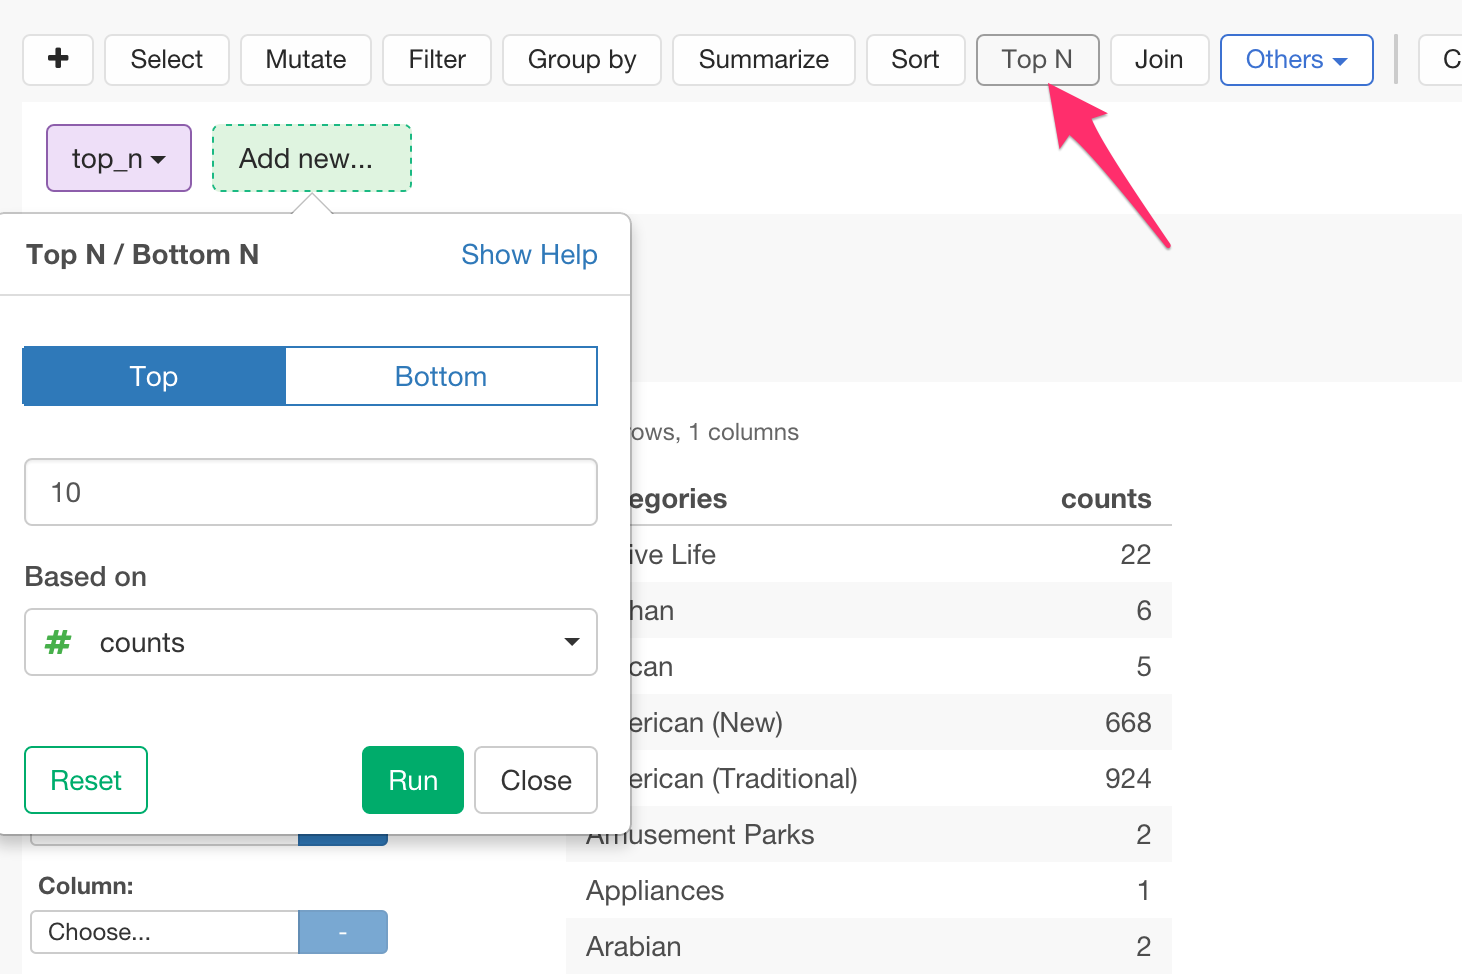 + Select Mutate Filter Group by Summarize Sort Top N Join Others C
top_n Add new...
Top N / Bottom N Show Help
Top Bottom
10
Based on
# counts
Reset Run Close
ows, 1 columns
egories counts
ive Life 22
han 6
can 5
erican (New) 668
erican (Traditional) 924
Amusement Parks 2
Appliances 1
Arabian 2
Column:
Choose... -